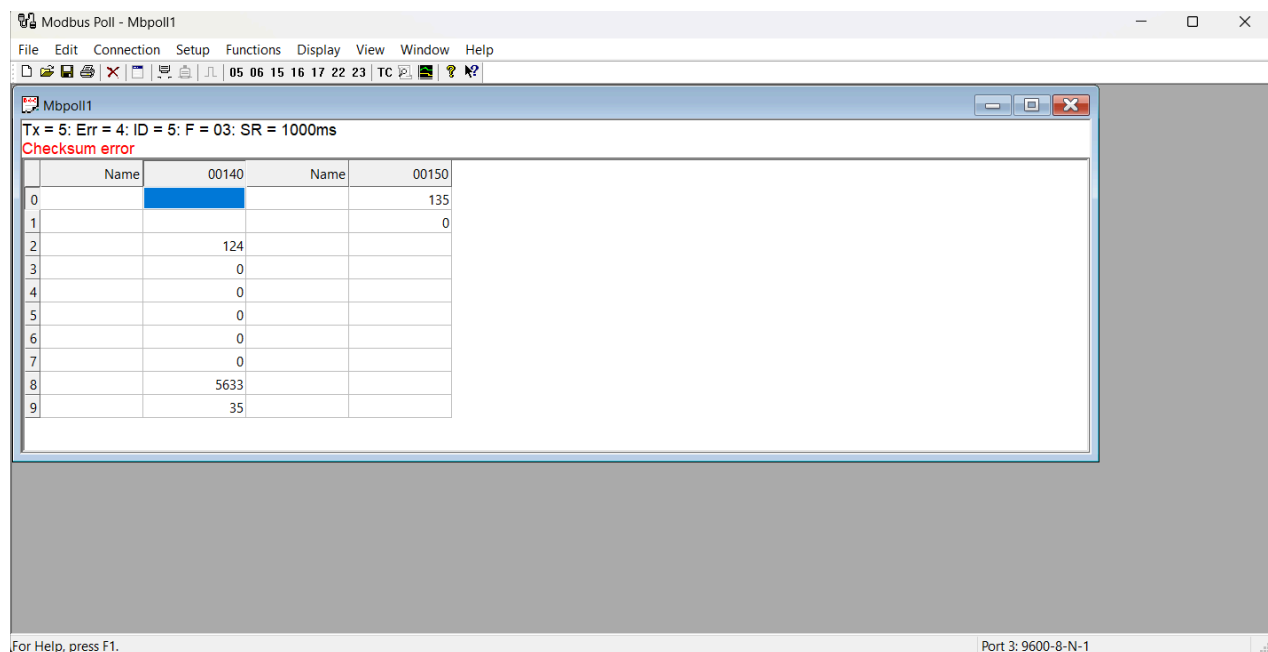 Modbus Poll - Mbpoll1
File Edit Connection Setup Functions Display View Window Help
05 06 15 16 17 22 23 TC
Mbpoll1
Tx = 5: Err = 4: ID = 5: F = 03: SR = 1000ms
Checksum error
Name 00140 Name 00150
0 135
1 0
2 124
3 0
4 0
5 0
6 0
7 0
8 5633
9 35
For Help, press F1. Port 3: 9600-8-N-1